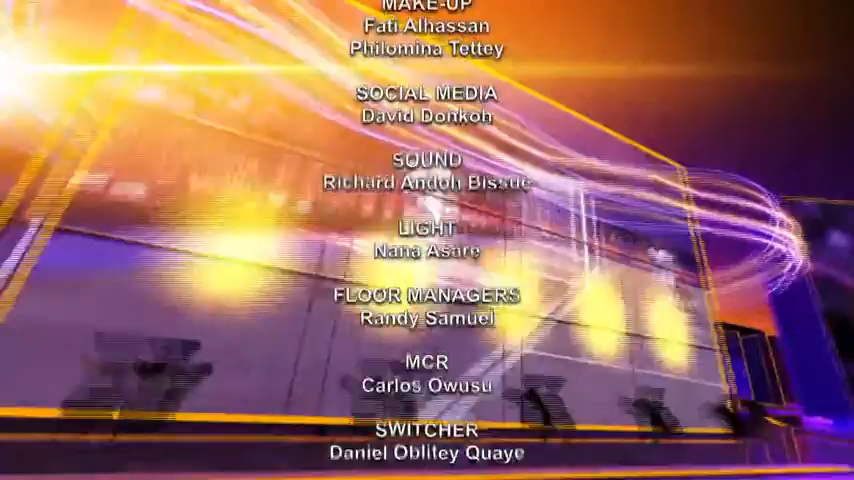 MAKE-UP
Fati Alhassan
Philomina Tettey
SOCIAL MEDIA
David Donkoh
SOUND
Richard Andoh Bissue
LIGHT
Nana Asare
FLOOR MANAGERS
Randy Samuel
MCR
Carlos Owusu
SWITCHER
Daniel Oblitey Quaye